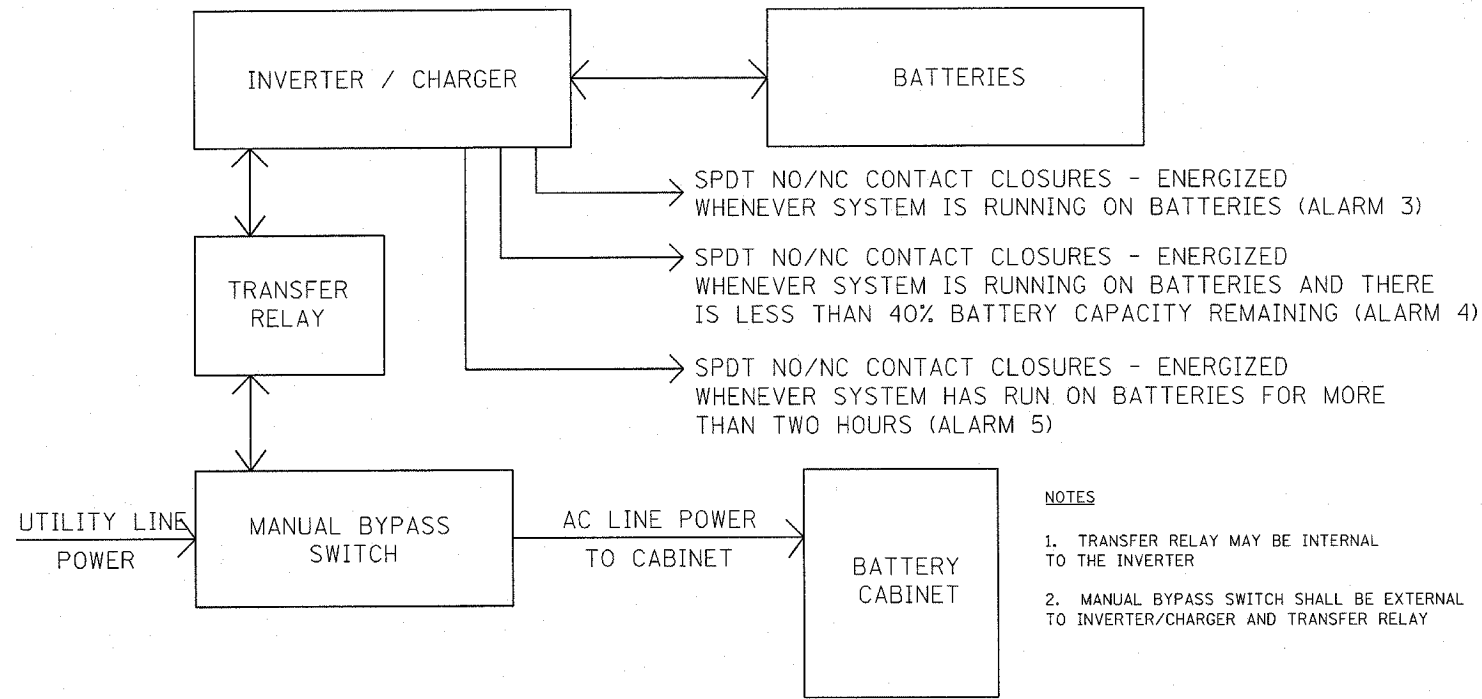 INVERTER / CHARGER
BATTERIES
SPDT NO/NC CONTACT CLOSURES - ENERGIZED
WHENEVER SYSTEM IS RUNNING ON BATTERIES (ALARM 3)
SPDT NO/NC CONTACT CLOSURES - ENERGIZED
WHENEVER SYSTEM IS RUNNING ON BATTERIES AND THERE
IS LESS THAN 40% BATTERY CAPACITY REMAINING (ALARM 4)
TRANSFER
RELAY
SPDT NO/NC CONTACT CLOSURES - ENERGIZED
WHENEVER SYSTEM HAS RUN ON BATTERIES FOR MORE
THAN TWO HOURS (ALARM 5)
UTILITY LINE
POWER
MANUAL BYPASS
SWITCH
AC LINE POWER
TO CABINET
BATTERY
CABINET
NOTES
1. TRANSFER RELAY MAY BE INTERNAL
TO THE INVERTER
2. MANUAL BYPASS SWITCH SHALL BE EXTERNAL
TO INVERTER/CHARGER AND TRANSFER RELAY